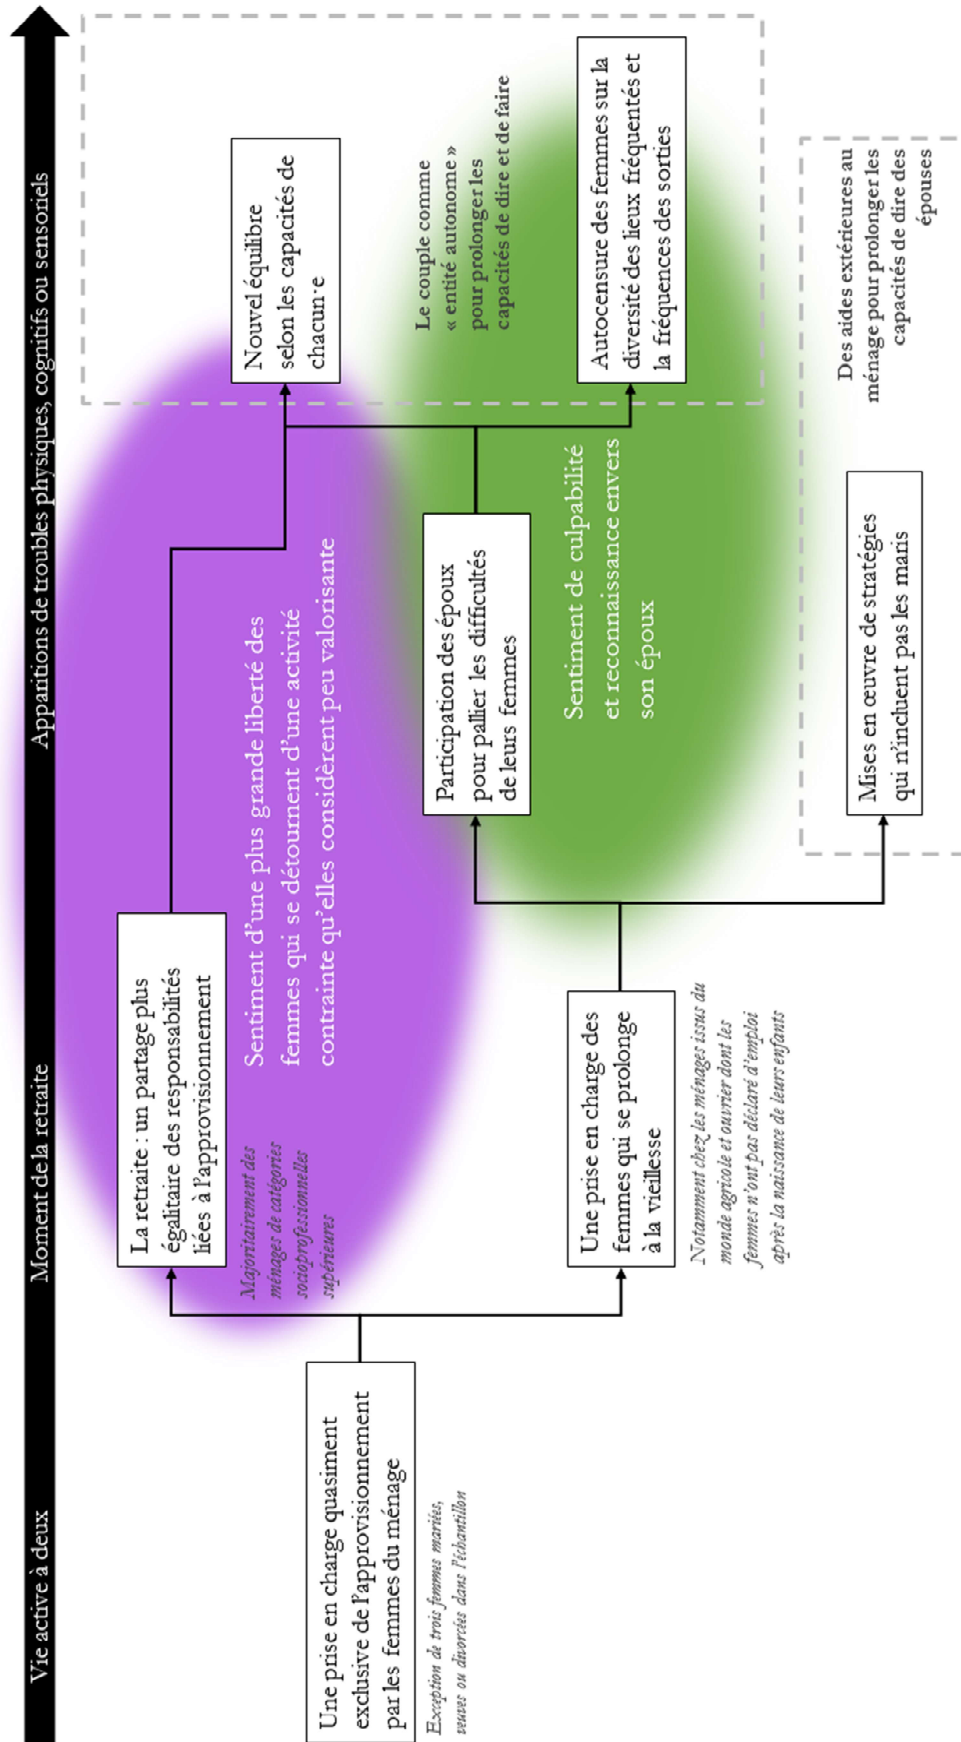 Vie active à deux
Moment de la retraite
Apparitions de troubles physiques, cognitifs ou sensoriels
Une prise en charge quasiment
exclusive de l'approvisionnement
par les femmes du ménage
Exception de trois femmes mariées,
veuves ou divorcées dans l'échantillon
La retraite : un partage plus
égalitaire des responsabilités
liées à l'approvisionnement
Majoritairement des
ménages de catégories
socioprofessionnelles
supérieures
Sentiment d'une plus grande liberté des
femmes qui se détournent d'une activité
contrainte qu'elles considèrent peu valorisante
Nouvel équilibre
selon les capacités de
chacun·e
Une prise en charge des
femmes qui se prolonge
à la vieillesse
Notamment chez les ménages issus du
monde agricole et ouvrier dont les
femmes n'ont pas déclaré d'emploi
après la naissance de leurs enfants
Participation des époux
pour pallier les difficultés
de leurs femmes
Sentiment de culpabilité
et reconnaissance envers
son époux
Le couple comme
« entité autonome »
pour prolonger les
capacités de dire et de faire
Autocensure des femmes sur la
diversité des lieux fréquentés et
la fréquences des sorties
Mises en œuvre de stratégies
qui n'incluent pas les maris
Des aides extérieures au
ménage pour prolonger les
capacités de dire des
épouses